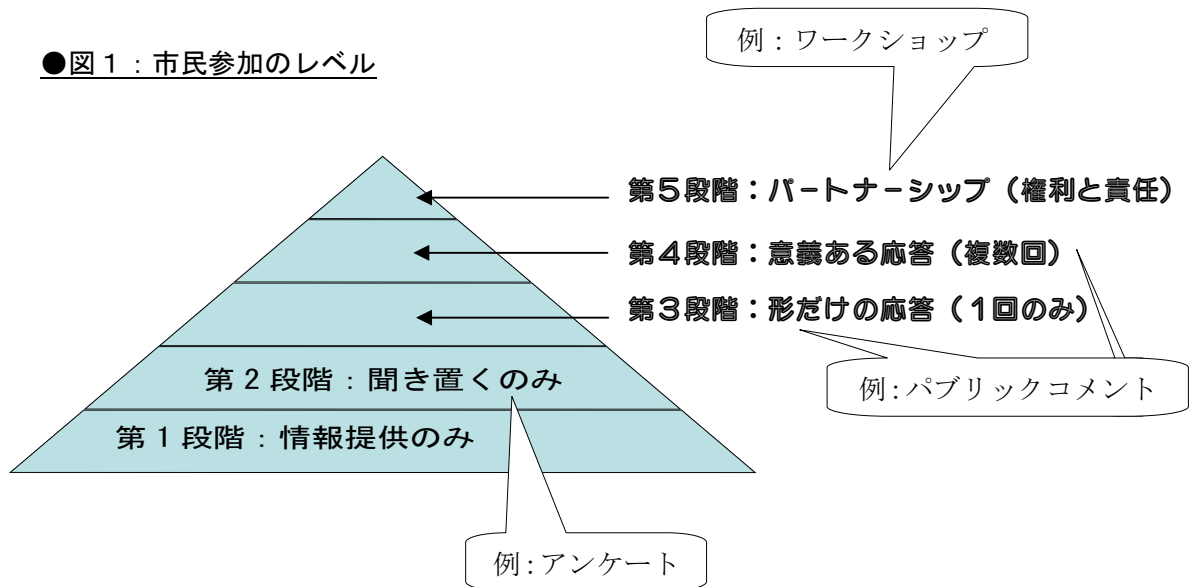 ●図1：市民参加のレベル
例：ワークショップ
第5段階：パートナーシップ（権利と責任）
第4段階：意義ある応答（複数回）
第3段階：形だけの応答（1回のみ）
第2段階：聞き置くのみ
例：パブリックコメント
第1段階：情報提供のみ
例：アンケート